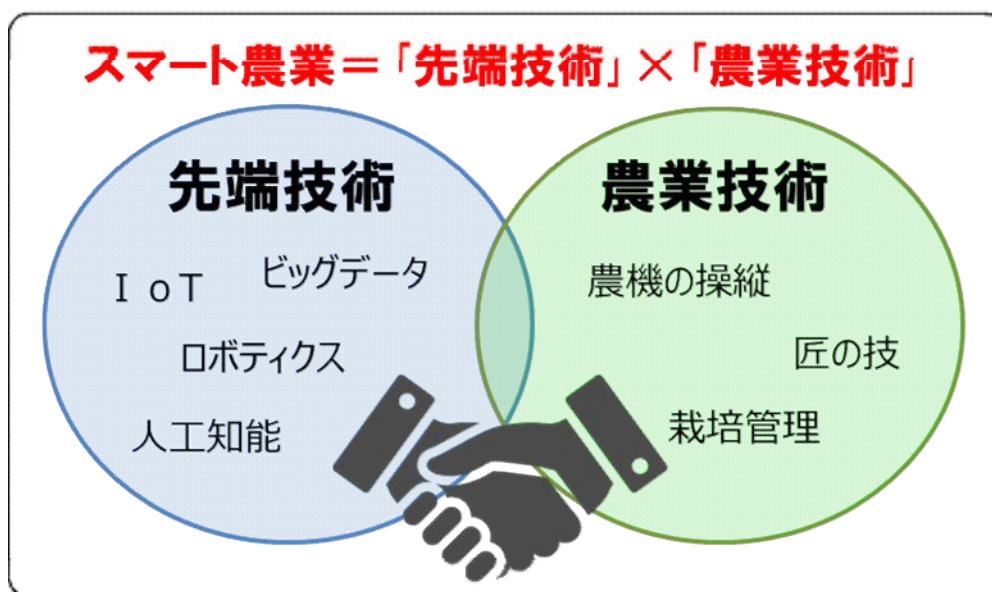 スマート農業＝「先端技術」×「農業技術」
先端技術
ＩｏＴ
ビッグデータ
ロボティクス
人工知能
農業技術
農機の操縦
匠の技
栽培管理